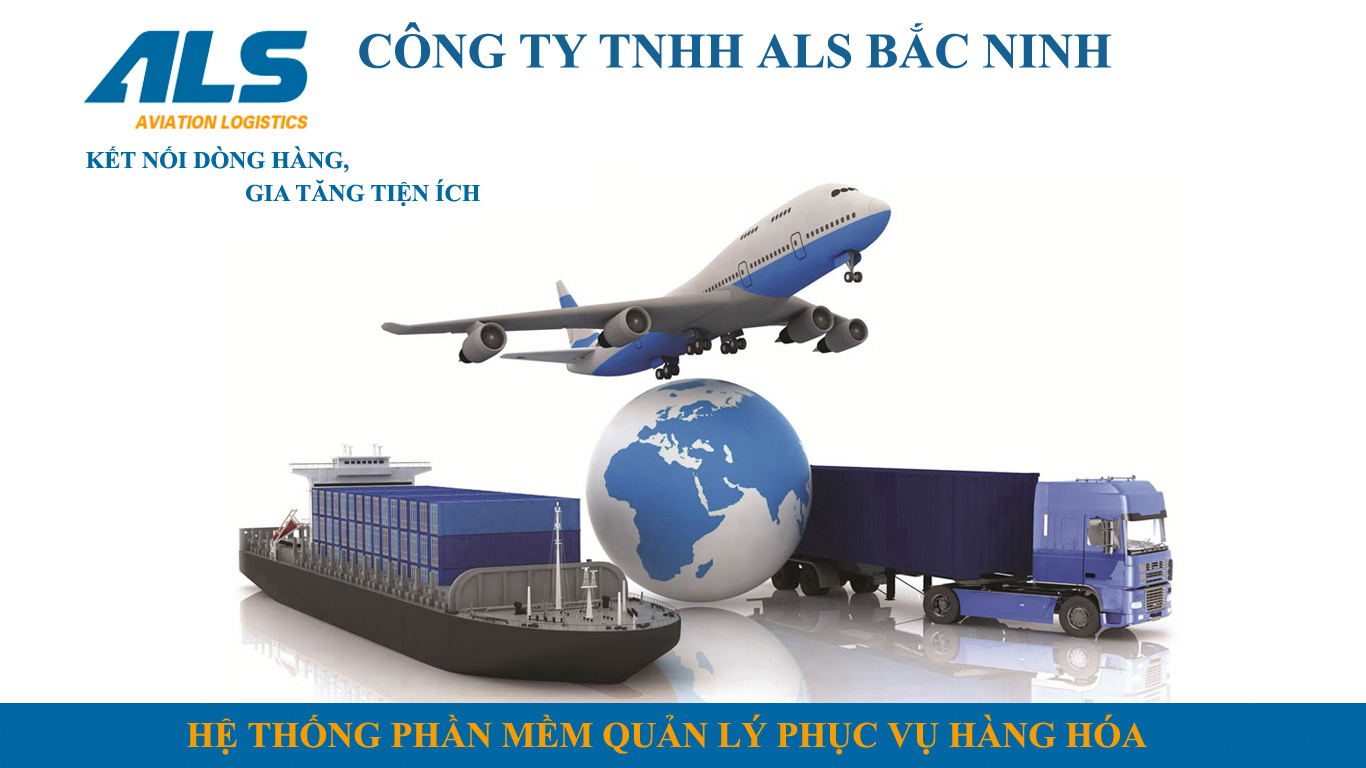 ALS
CÔNG TY TNHH ALS BẮC NINH
AVIATION LOGISTICS
KẾT NỐI DÒNG HÀNG,
GIA TĂNG TIỆN ÍCH
HỆ THỐNG PHẦN MỀM QUẢN LÝ PHỤC VỤ HÀNG HÓA